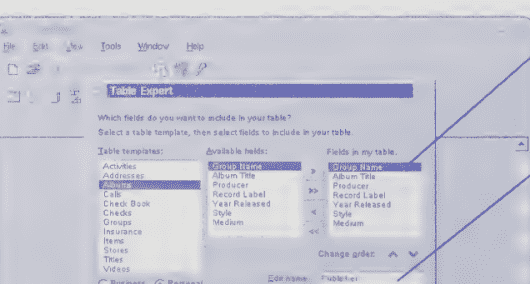 File Edit View Tools Window Help
Table Expert
Which fields do you want to include in your table?
Select a table template, then select fields to include in your table.
Table templates:
Available fields:
Fields in my table.
Activities
Addresses
Albums
Calls
Check Book
Checks
Groups
Insurance
Items
Stores
Titles
Videos
Group Name
Album Title
Producer
Record Label
Year Released
Style
Medium
»
»»
<
<<
Group Name
Album Title
Producer
Record Label
Year Released
Style
Medium
Change order:
Business Personal
Edit name: